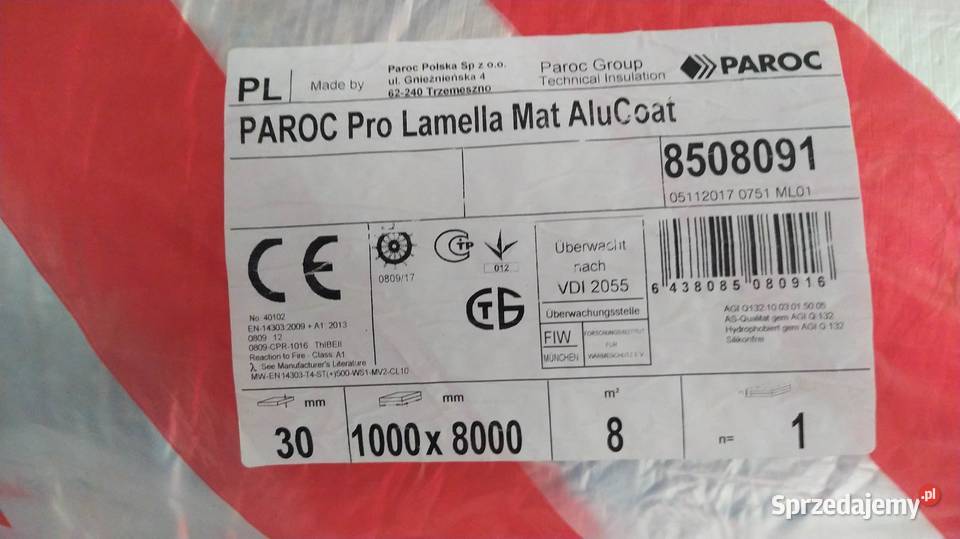 PL
Made by
Paroc Polska Sp z o.o.
ul. Gnieźnieńska 4
62-240 Trzemeszno
Paroc Group
Technical Insulation
PAROC
PAROC Pro Lamella Mat AluCoat
8508091
05112017 0751 ML01
CE
0809/17
012
Überwacht
nach
VDI 2055
Überwachungsstelle
FIW
MÜNCHEN
FORSCHUNGSINSTITUT
FÜR
WÄRMESCHUTZ E.V.
6 438085 080916
AGI Q132.10.03.01.50.05
AS-Qualität gem AGI Q 132
Hydrophobiert gem AGI Q 132
Silikonfrei
No. 40102
EN-14303:2009 + A1: 2013
0809 12
0809-CPR-1016 ThIBEII
Reaction to Fire - Class: A1
λ :See Manufacturer's Literature
MW-EN 14303-T4-ST(+)500-WS1-MV2-CL10
mm
30
mm
1000 x 8000
m²
8
n=
1
Sprzedajemy.pl